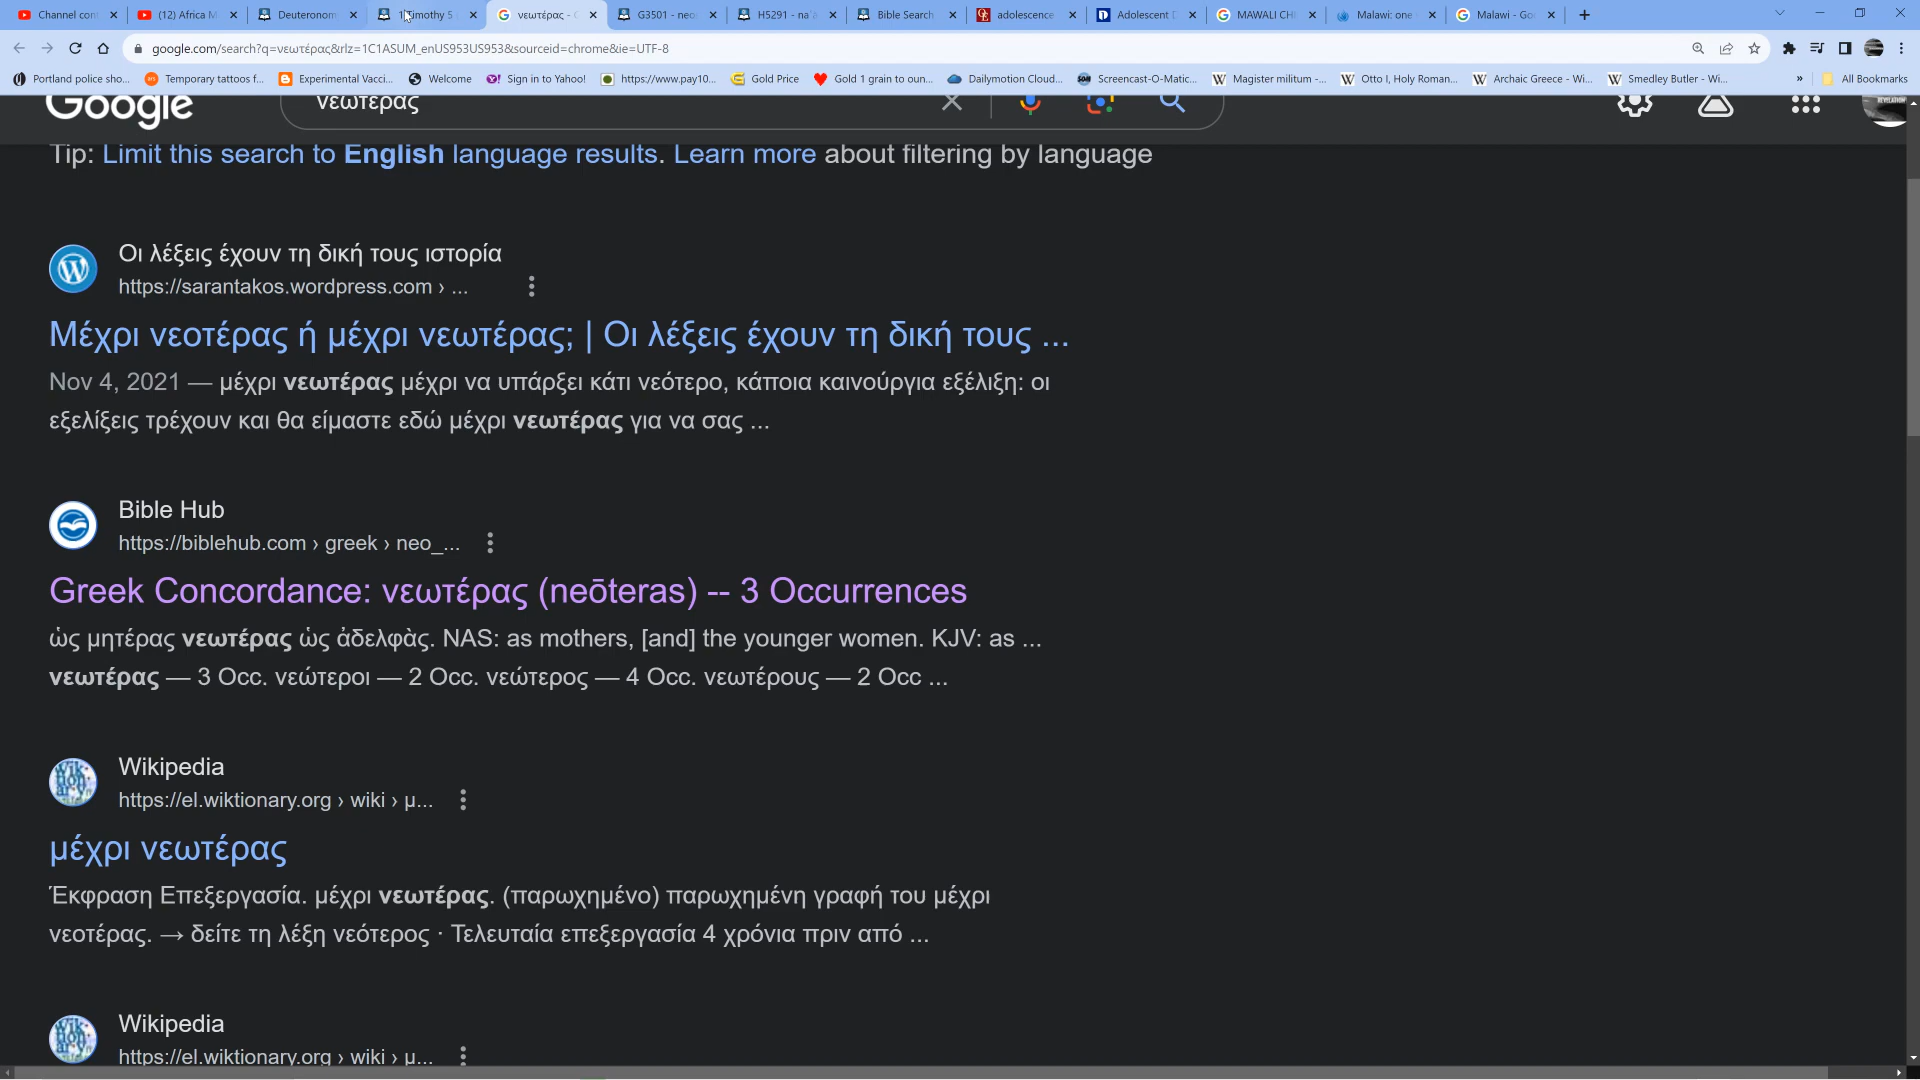 Channel con
(12) Africa M
Deuteronom
1 Timothy 5
νεωτέρας - G
G3501 - neo
H5291 - na'a
Bible Search
adolescence
Adolescent D
MAWALI CHI
Malawi: one
Malawi - Go
google.com/search?q=νεωτέρας&rlz=1C1ASUM_enUS953US953&sourceid=chrome&ie=UTF-8
Portland police sho...
Temporary tattoos f...
Experimental Vacci...
Welcome
Sign in to Yahoo!
https://www.pay10...
Gold Price
Gold 1 grain to oun...
Dailymotion Cloud...
Screencast-O-Matic...
Magister militum -...
Otto I, Holy Roman...
Archaic Greece - Wi...
Smedley Butler - Wi...
»
All Bookmarks
Google
νεωτέρας
REVELATION
Tip: Limit this search to English language results. Learn more about filtering by language
Οι λέξεις έχουν τη δική τους ιστορία
https://sarantakos.wordpress.com › ...
Μέχρι νεοτέρας ή μέχρι νεωτέρας; | Οι λέξεις έχουν τη δική τους ...
Nov 4, 2021 — μέχρι νεωτέρας μέχρι να υπάρξει κάτι νεότερο, κάποια καινούργια εξέλιξη: οι
εξελίξεις τρέχουν και θα είμαστε εδώ μέχρι νεωτέρας για να σας ...
Bible Hub
https://biblehub.com › greek › neo_...
Greek Concordance: νεωτέρας (neōteras) -- 3 Occurrences
ὡς μητέρας νεωτέρας ὡς ἀδελφὰς. NAS: as mothers, [and] the younger women. KJV: as ...
νεωτέρας — 3 Occ. νεώτεροι — 2 Occ. νεώτερος — 4 Occ. νεωτέρους — 2 Occ ...
Wikipedia
https://el.wiktionary.org › wiki › μ...
μέχρι νεωτέρας
Έκφραση Επεξεργασία. μέχρι νεωτέρας. (παρωχημένο) παρωχημένη γραφή του μέχρι
νεοτέρας. → δείτε τη λέξη νεότερος · Τελευταία επεξεργασία 4 χρόνια πριν από ...
Wikipedia
https://el.wiktionary.org › wiki › μ...